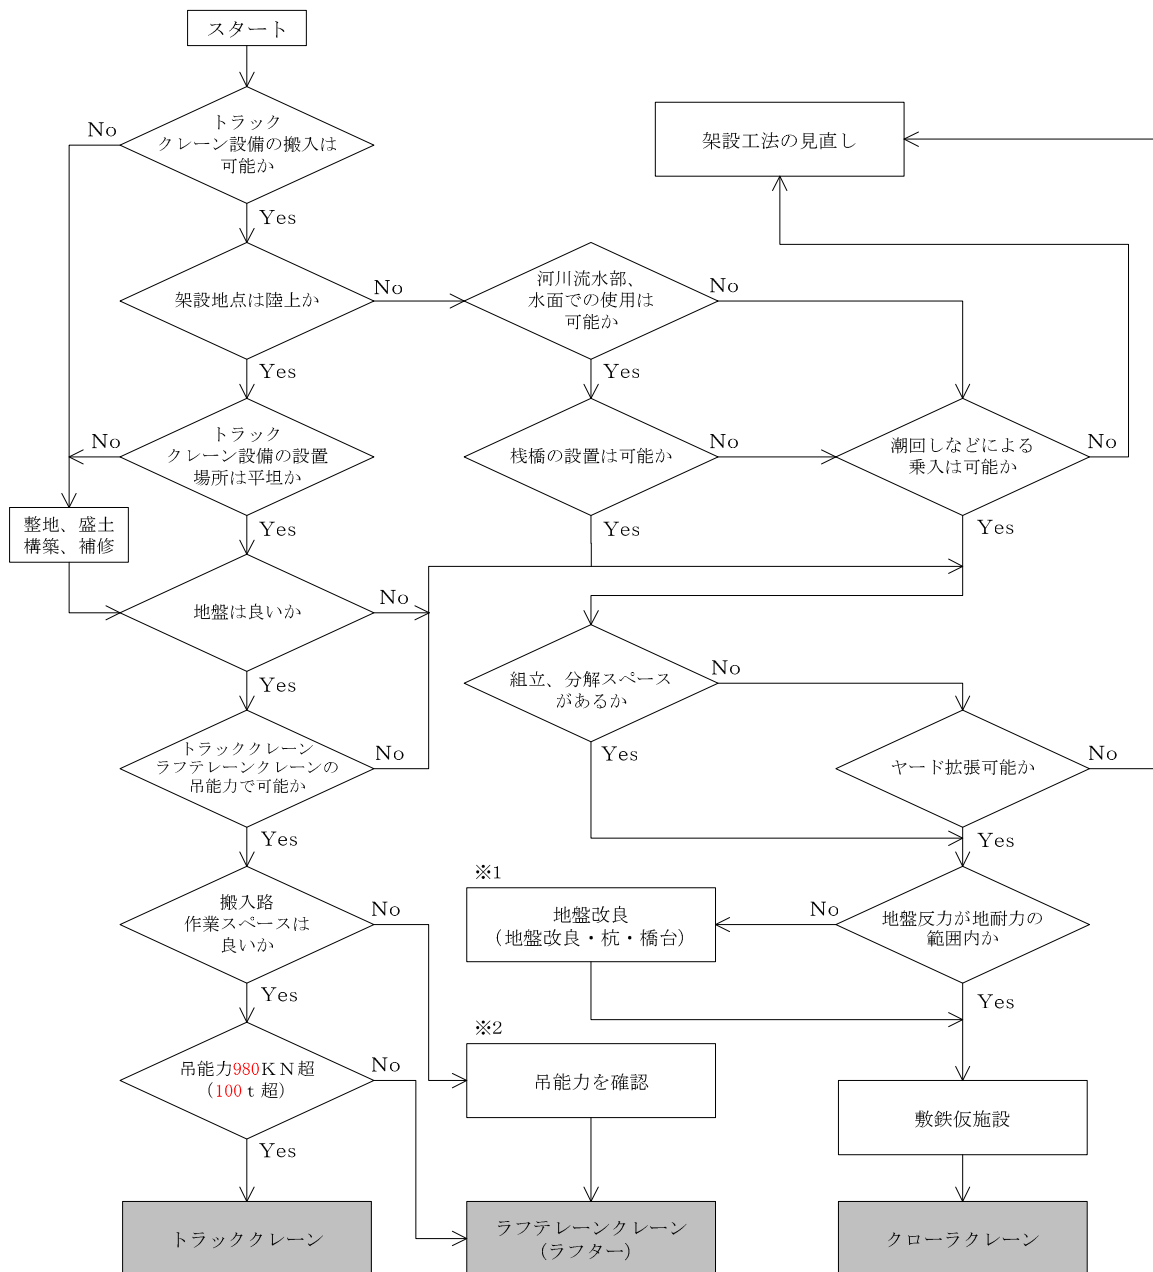 スタート
トラック
クレーン設備の搬入は
可能か
No
Yes
架設工法の見直し
架設地点は陸上か
No
Yes
河川流水部、
水面での使用は
可能か
No
Yes
トラック
クレーン設備の設置
場所は平坦か
No
Yes
桟橋の設置は可能か
No
Yes
潮回しなどによる
乗入は可能か
No
Yes
整地、盛土
構築、補修
地盤は良いか
No
Yes
組立、分解スペース
があるか
No
Yes
トラッククレーン
ラフテレーンクレーンの
吊能力で可能か
No
Yes
ヤード拡張可能か
No
Yes
搬入路
作業スペースは
良いか
No
Yes
※1
地盤改良
（地盤改良・杭・橋台）
地盤反力が地耐力の
範囲内か
No
Yes
吊能力980ＫＮ超
（100ｔ超）
No
Yes
※2
吊能力を確認
敷鉄仮施設
トラッククレーン
ラフテレーンクレーン
（ラフター）
クローラクレーン